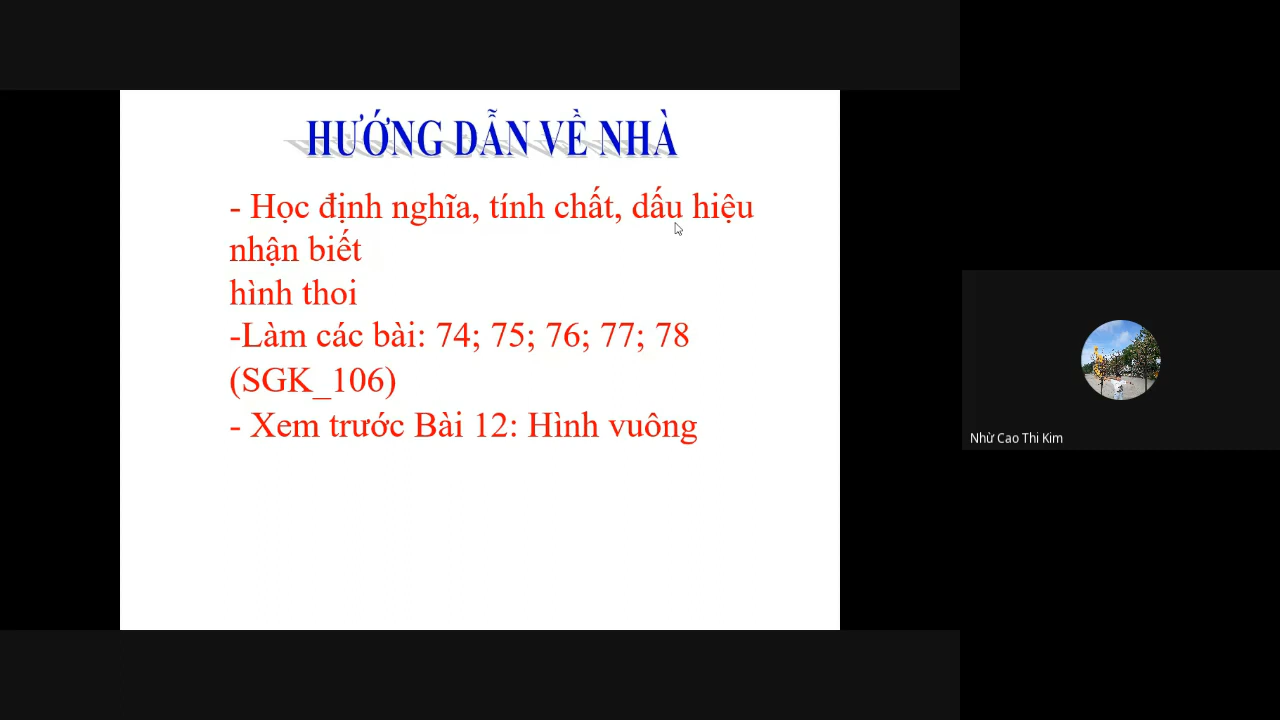 HƯỚNG DẪN VỀ NHÀ
- Học định nghĩa, tính chất, dấu hiệu
nhận biết
hình thoi
-Làm các bài: 74; 75; 76; 77; 78
(SGK_106)
- Xem trước Bài 12: Hình vuông
Nhừ Cao Thi Kim